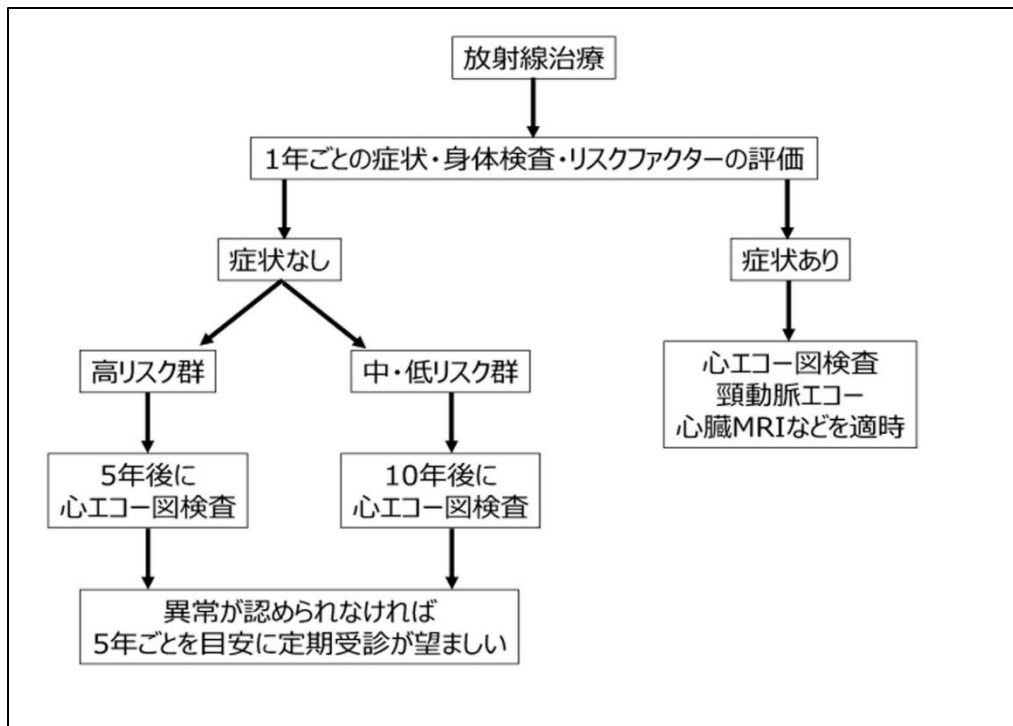 放射線治療
1年ごとの症状・身体検査・リスクファクターの評価
症状なし
症状あり
高リスク群
中・低リスク群
心エコー図検査
頸動脈エコー
心臓MRIなどを適時
5年後に
心エコー図検査
10年後に
心エコー図検査
異常が認められなければ
5年ごとを目安に定期受診が望ましい